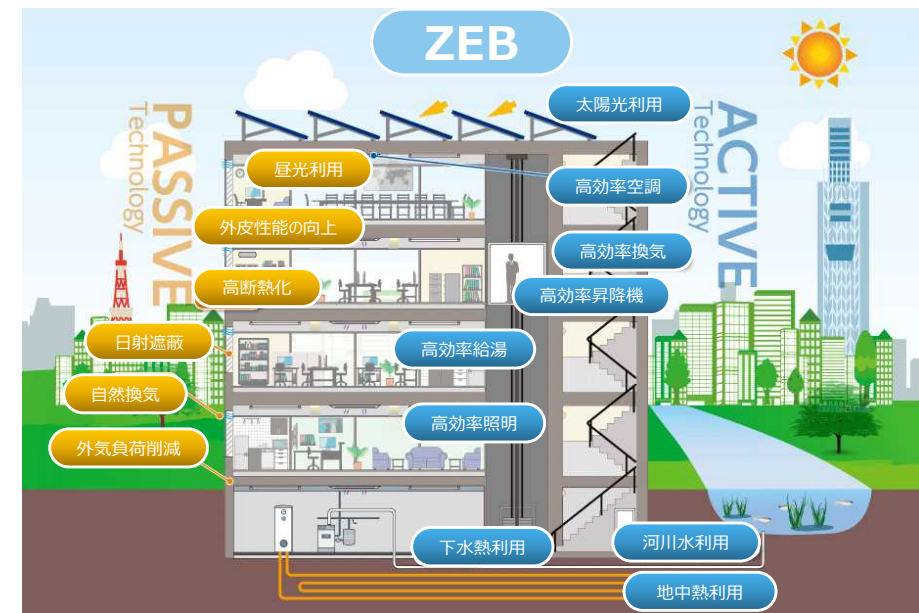 ZEB
PASSIVE
Technology
ACTIVE
Technology
太陽光利用
昼光利用
高効率空調
外皮性能の向上
高効率換気
高断熱化
高効率昇降機
日射遮蔽
高効率給湯
自然換気
高効率照明
外気負荷削減
下水熱利用
河川水利用
地中熱利用